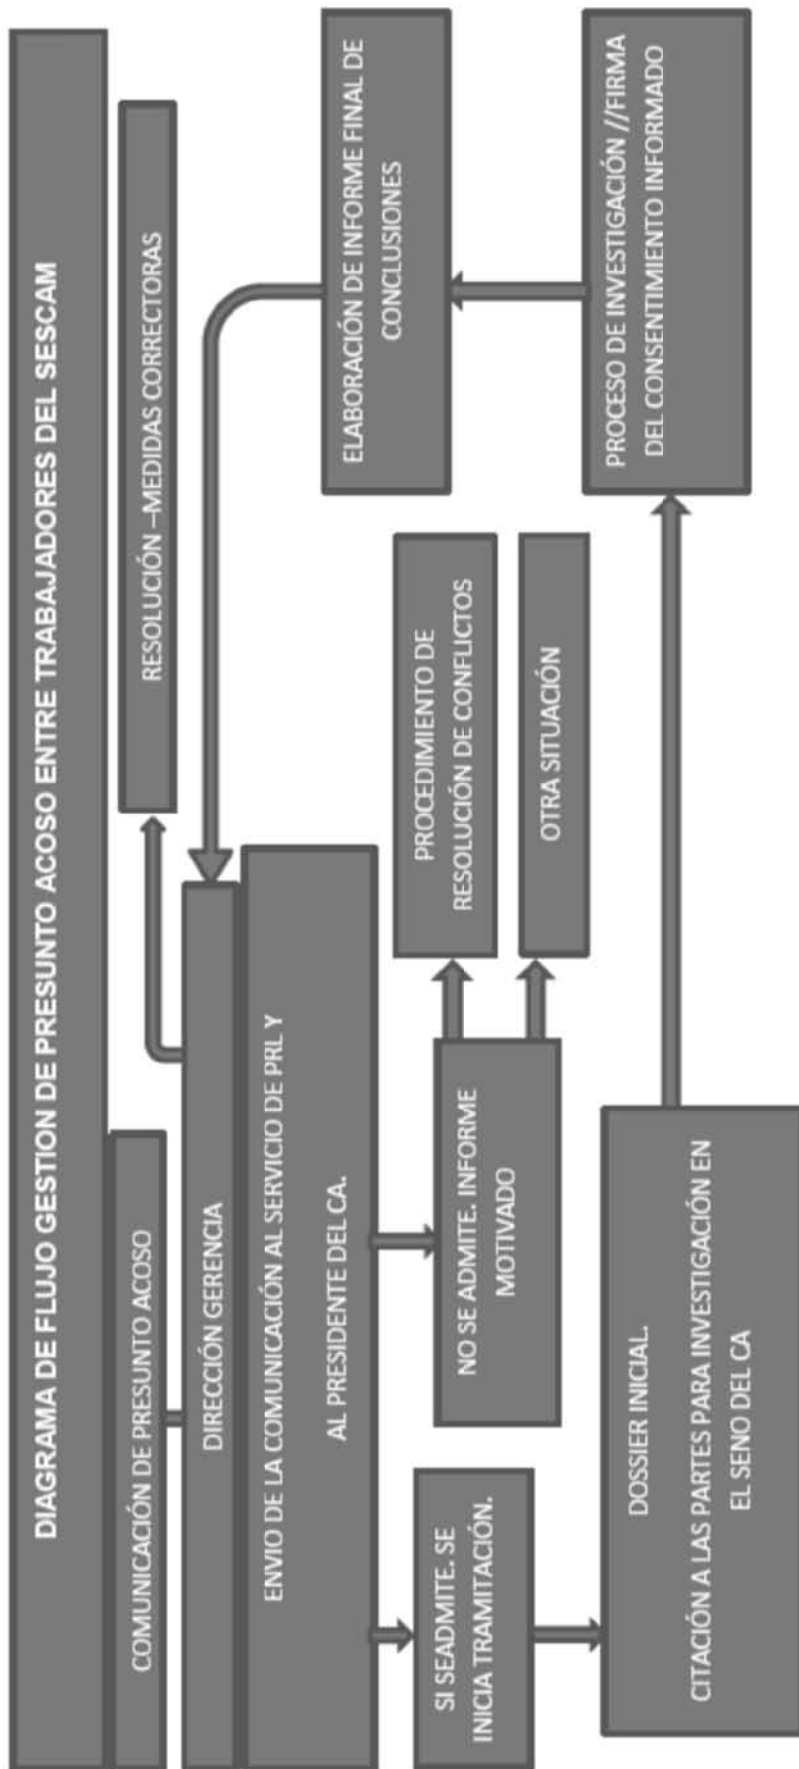 DIAGRAMA DE FLUJO GESTION DE PRESUNTO ACOSO ENTRE TRABAJADORES DEL SESCAM
COMUNICACIÓN DE PRESUNTO ACOSO
RESOLUCIÓN –MEDIDAS CORRECTORAS
DIRECCIÓN GERENCIA
ENVIO DE LA COMUNICACIÓN AL SERVICIO DE PRL Y
AL PRESIDENTE DEL CA.
SI SEADMITE. SE
INICIA TRAMITACIÓN.
NO SE ADMITE. INFORME
MOTIVADO
PROCEDIMIENTO DE
RESOLUCIÓN DE CONFLICTOS
OTRA SITUACIÓN
ELABORACIÓN DE INFORME FINAL DE
CONCLUSIONES
DOSSIER INICIAL.
CITACIÓN A LAS PARTES PARA INVESTIGACIÓN EN
EL SENO DEL CA
PROCESO DE INVESTIGACIÓN //FIRMA
DEL CONSENTIMIENTO INFORMADO